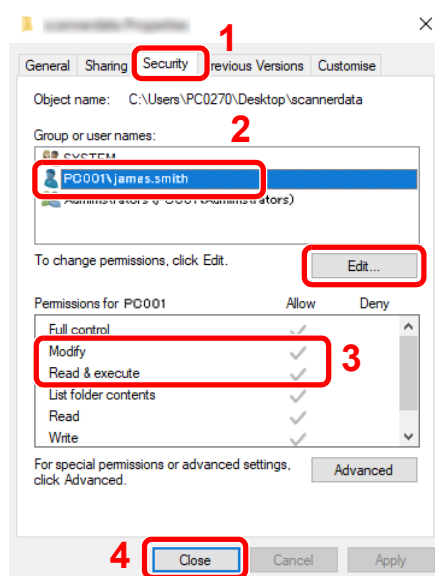 1
General Sharing Security Previous Versions Customise
Object name: C:\Users\PC0270\Desktop\scannerdata
2
Group or user names:
SYSTEM
PC001\james.smith
To change permissions, click Edit.
Edit...
Permissions for PC001 Allow Deny
Full control
Modify
3
Read & execute
List folder contents
Read
Write
For special permissions or advanced settings,
click Advanced.
Advanced
4
Close Cancel Apply